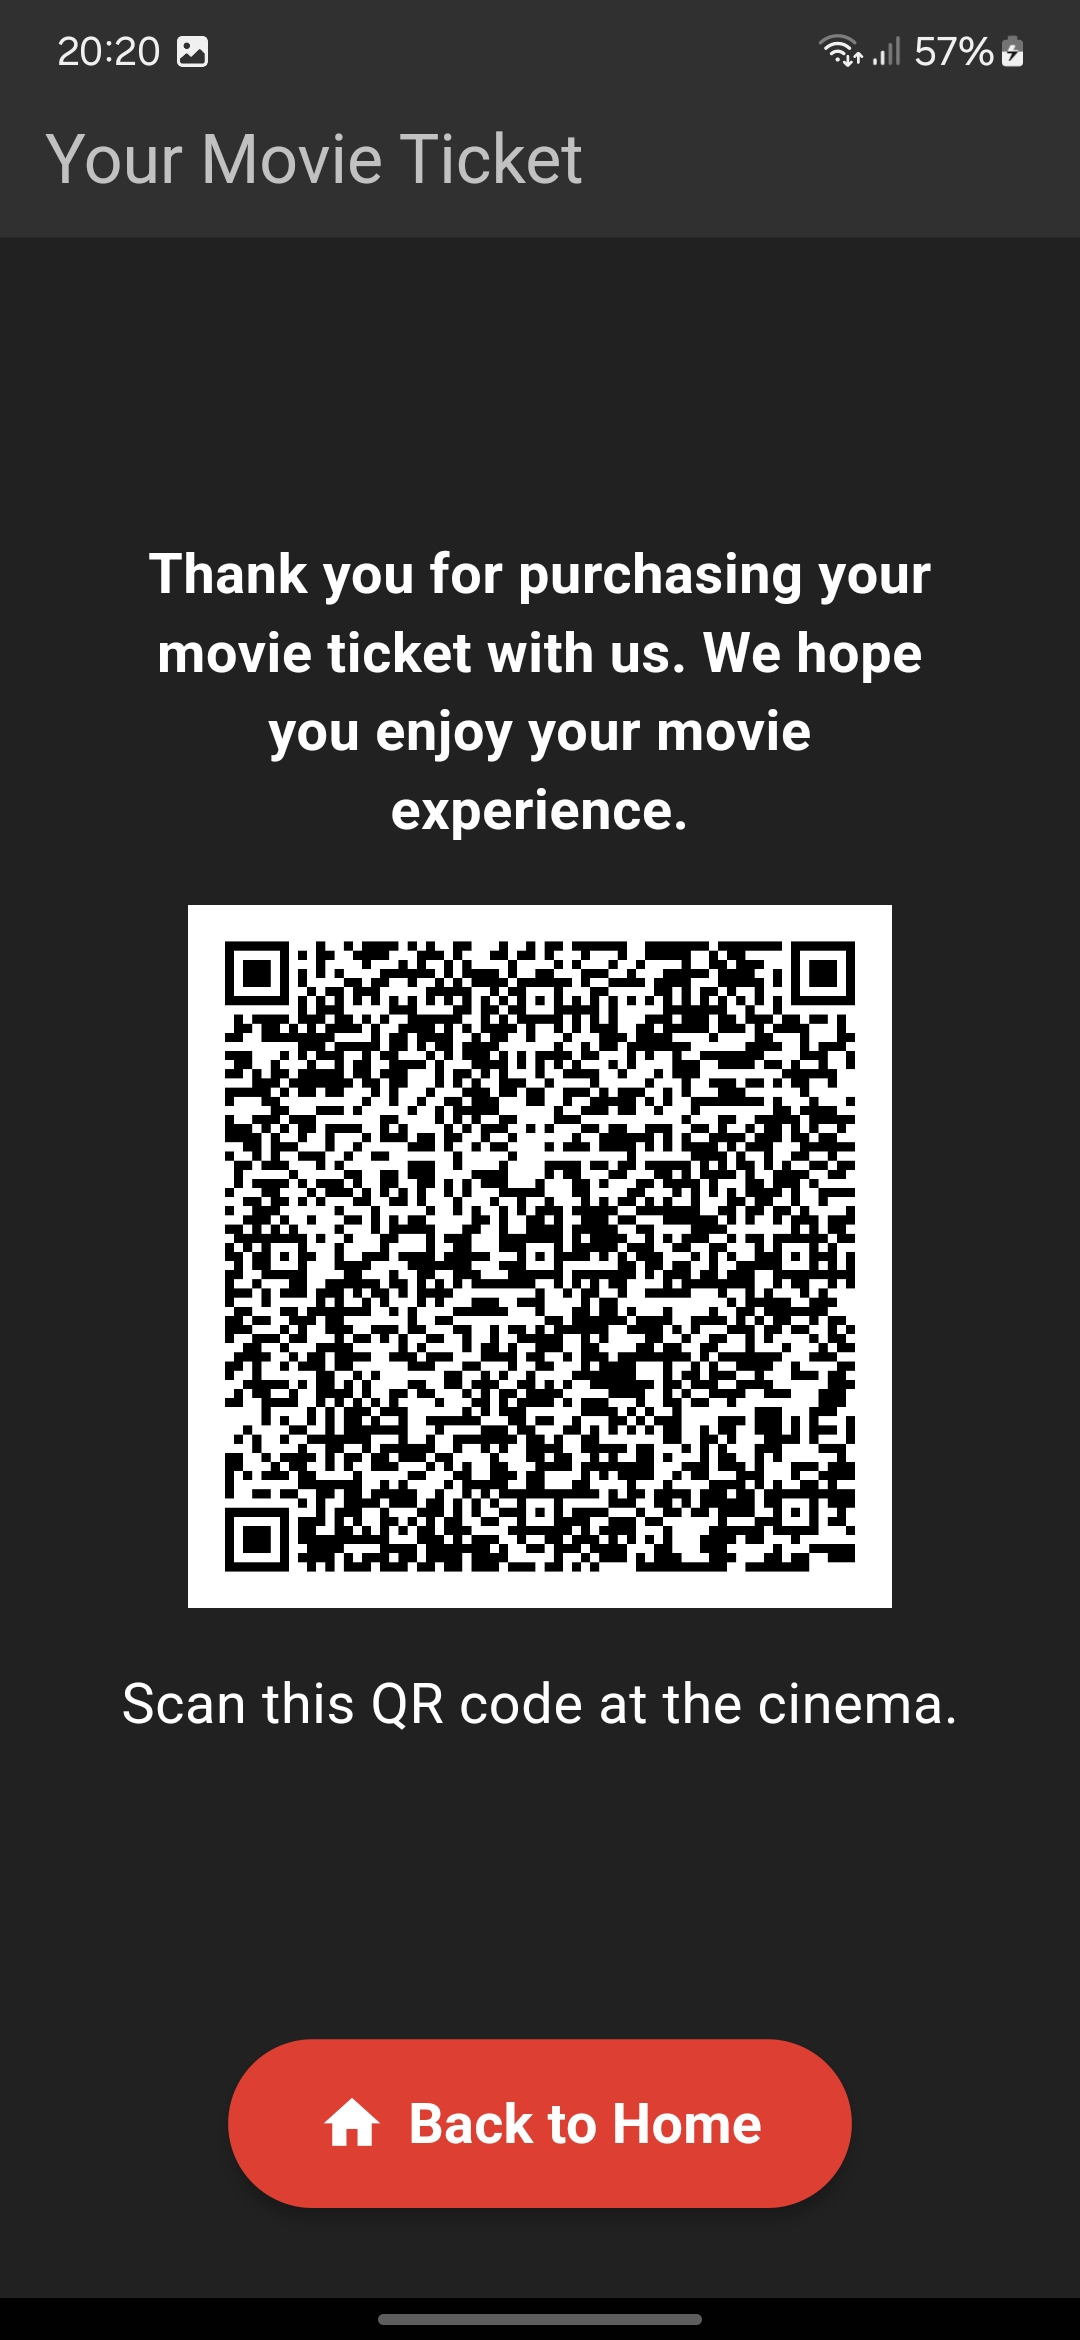 20:20
57%
Your Movie Ticket
Thank you for purchasing your
movie ticket with us. We hope
you enjoy your movie
experience.
Scan this QR code at the cinema.
Back to Home